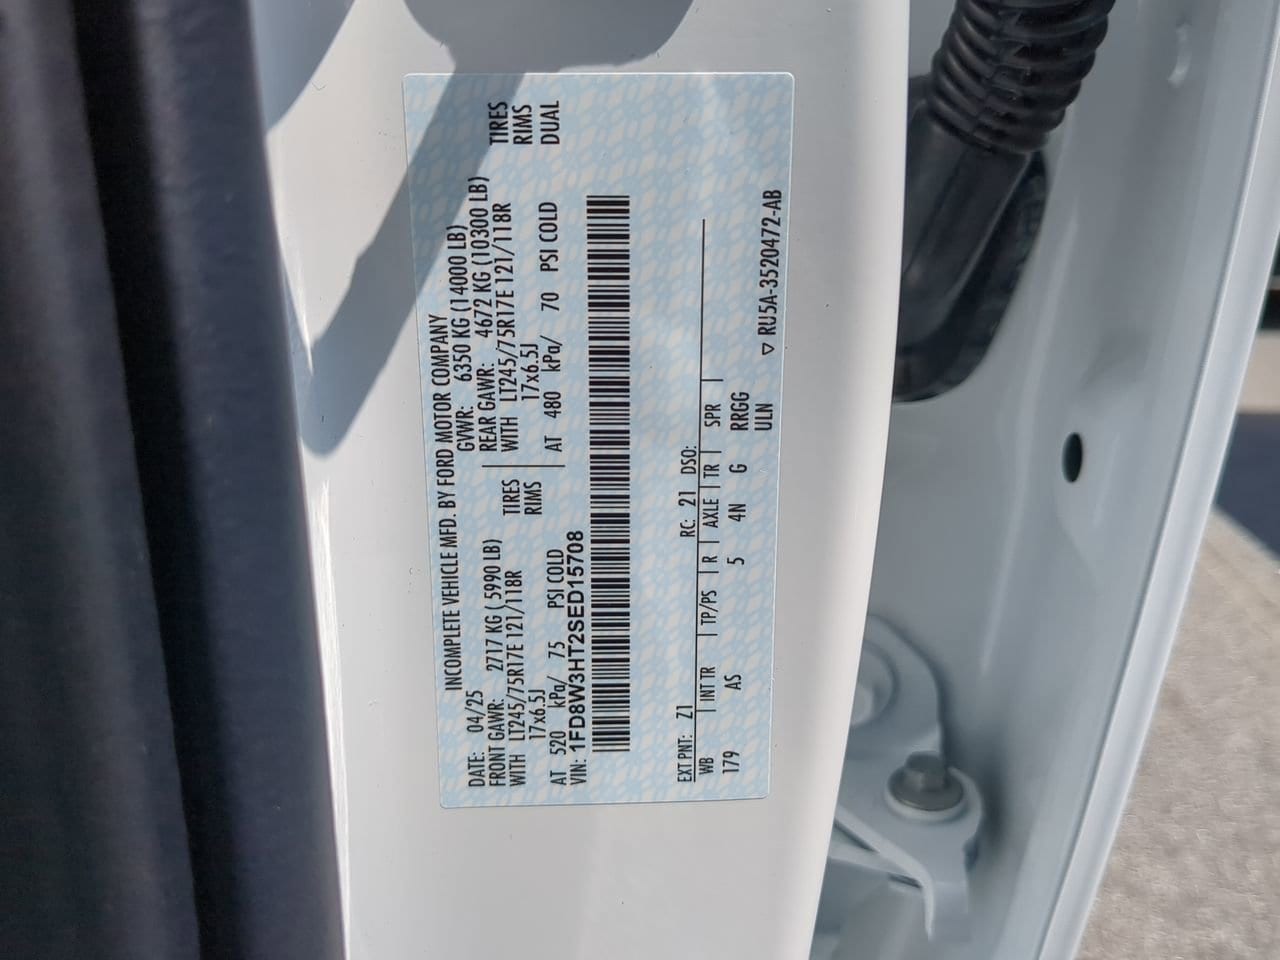 INCOMPLETE VEHICLE MFD. BY FORD MOTOR COMPANY
DATE: 04/25 GVWR: 6350 KG (14000 LB)
FRONT GAWR: 2717 KG ( 5990 LB) REAR GAWR: 4672 KG (10300 LB)
WITH LT245/75R17E 121/118R TIRES WITH LT245/75R17E 121/118R TIRES
17x6.5J RIMS 17x6.5J RIMS
AT 520 kPa/ 75 PSI COLD AT 480 kPa/ 70 PSI COLD DUAL
VIN: 1FD8W3HT2SED15708
EXT PNT: Z1 RC: 21 DSO:
WB INT TR TP/PS R AXLE TR SPR
179 AS 5 4N G RRGG
ULN
▽ RU5A-3520472-AB